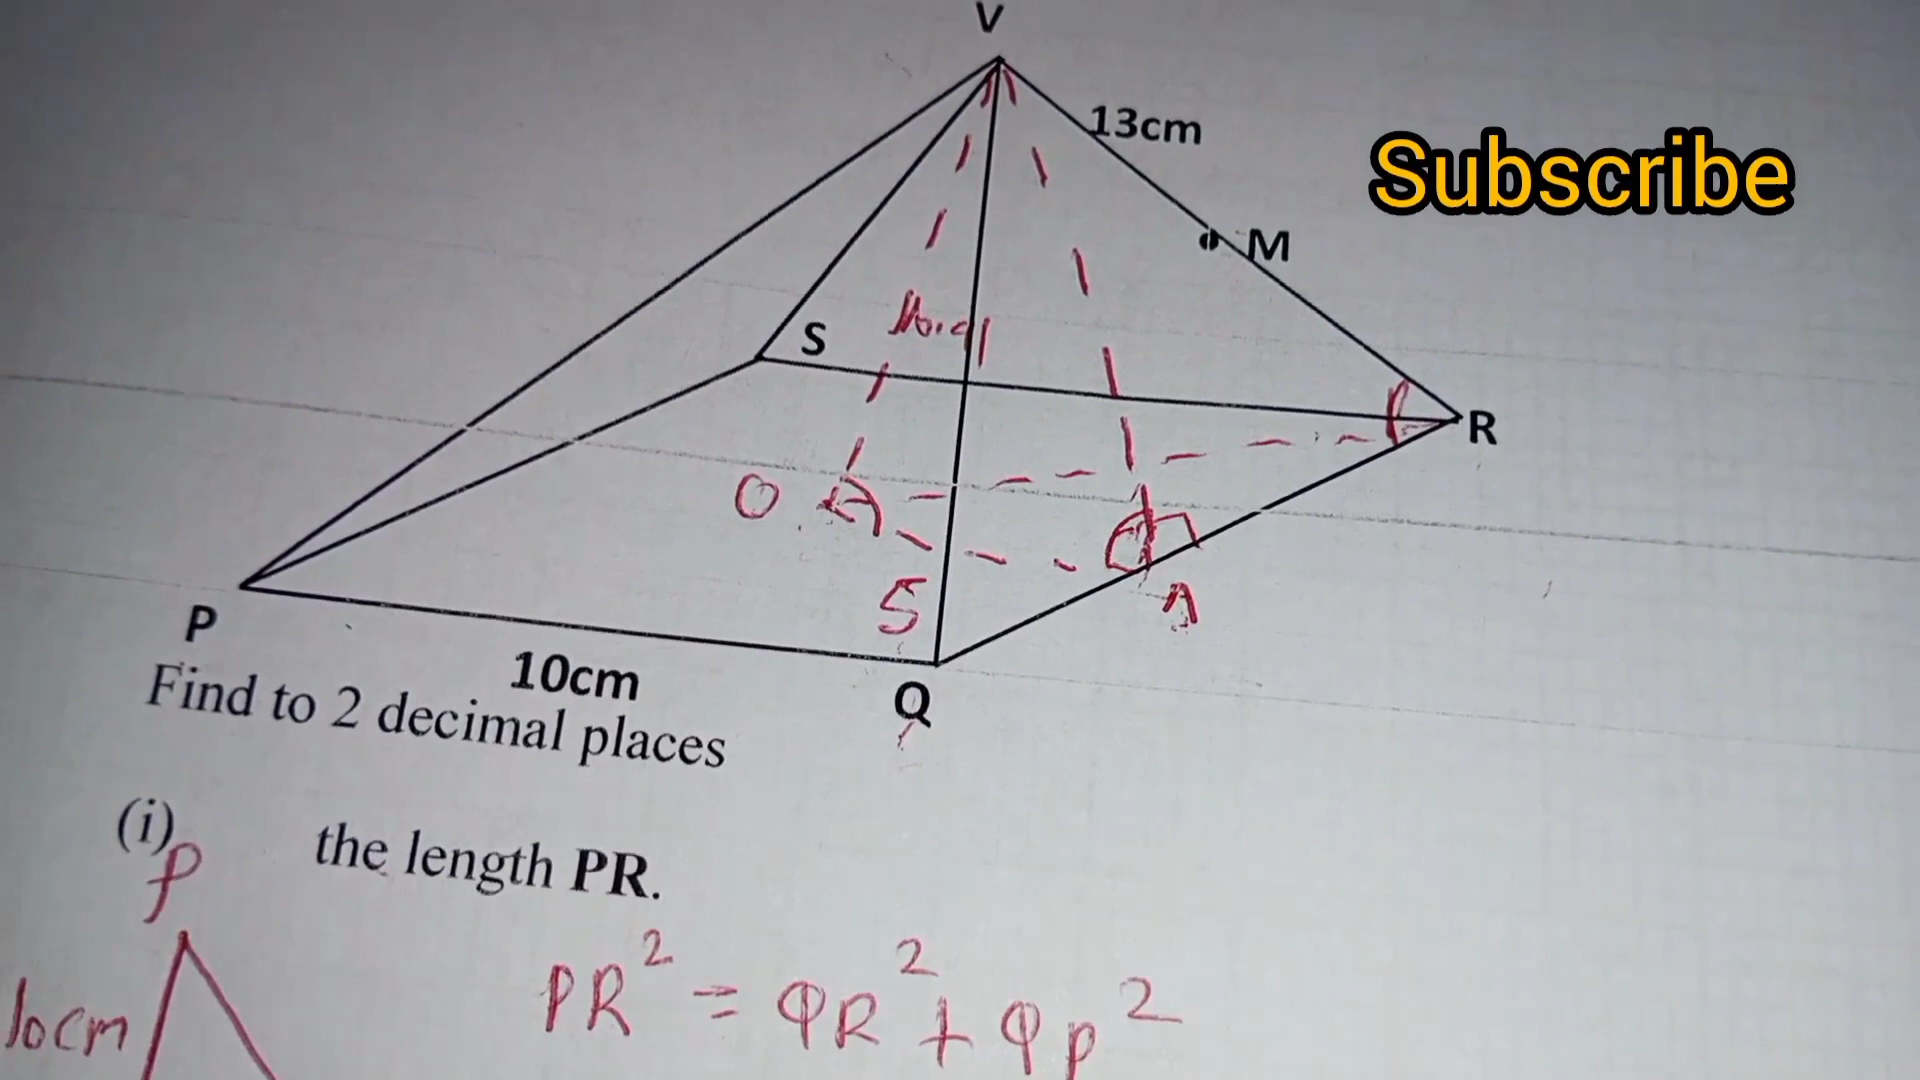 V
13cm
Subscribe
M
S
R
O
5
P
10cm
Q
Find to 2 decimal places
(i)
the length PR.
P
10cm
PR² = QR² + QP²